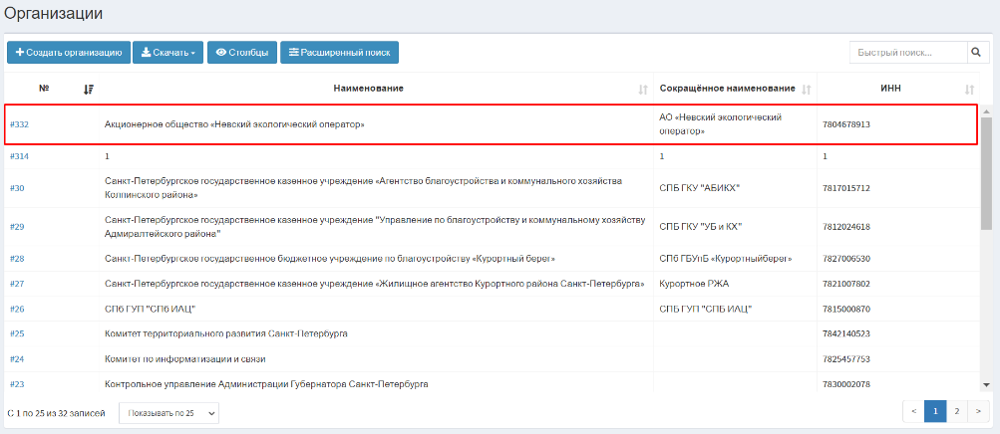 Организации
Создать организацию Скачать Столбцы Расширенный поиск Быстрый поиск...
№ Наименование Сокращённое наименование ИНН
#332 Акционерное общество «Невский экологический оператор» АО «Невский экологический оператор» 7804678913
#314 1 1 1
#30 Санкт-Петербургское государственное казенное учреждение «Агентство благоустройства и коммунального хозяйства
Колпинского района» СПБ ГКУ "АБИКХ" 7817015712
#29 Санкт-Петербургское государственное казенное учреждение "Управление по благоустройству и коммунальному хозяйству
Адмиралтейского района" СПБ ГКУ "УБ и КХ" 7812024618
#28 Санкт-Петербургское государственное бюджетное учреждение по благоустройству «Курортный берег» СПб ГБУпБ «Курортныйберег» 7827006530
#27 Санкт-Петербургское государственное казенное учреждение «Жилищное агентство Курортного района Санкт-Петербурга» Курортное РЖА 7821007802
#26 СПб ГУП "СПб ИАЦ" СПБ ГУП "СПБ ИАЦ" 7815000870
#25 Комитет территориального развития Санкт-Петербурга 7842140523
#24 Комитет по информатизации и связи 7825457753
#23 Контрольное управление Администрации Губернатора Санкт-Петербурга 7830002078
С 1 по 25 из 32 записей Показывать по 25 < 1 2 >